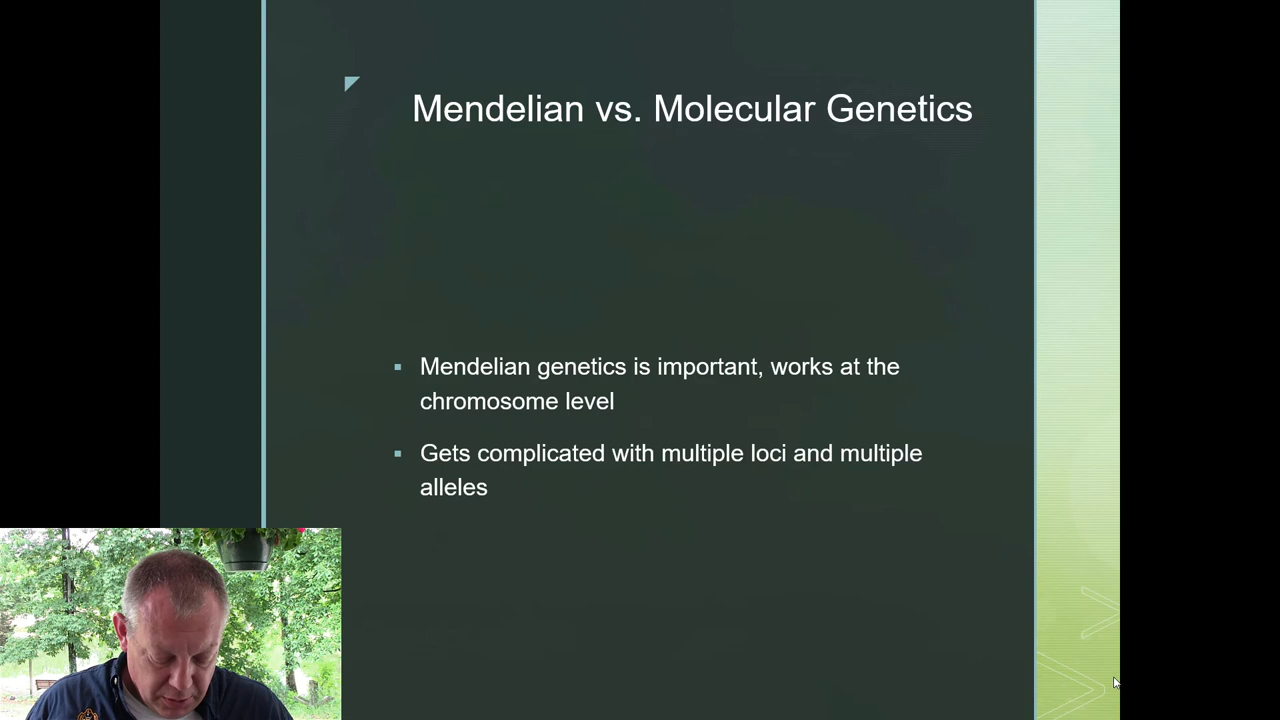 Mendelian vs. Molecular Genetics
Mendelian genetics is important, works at the
chromosome level
Gets complicated with multiple loci and multiple
alleles